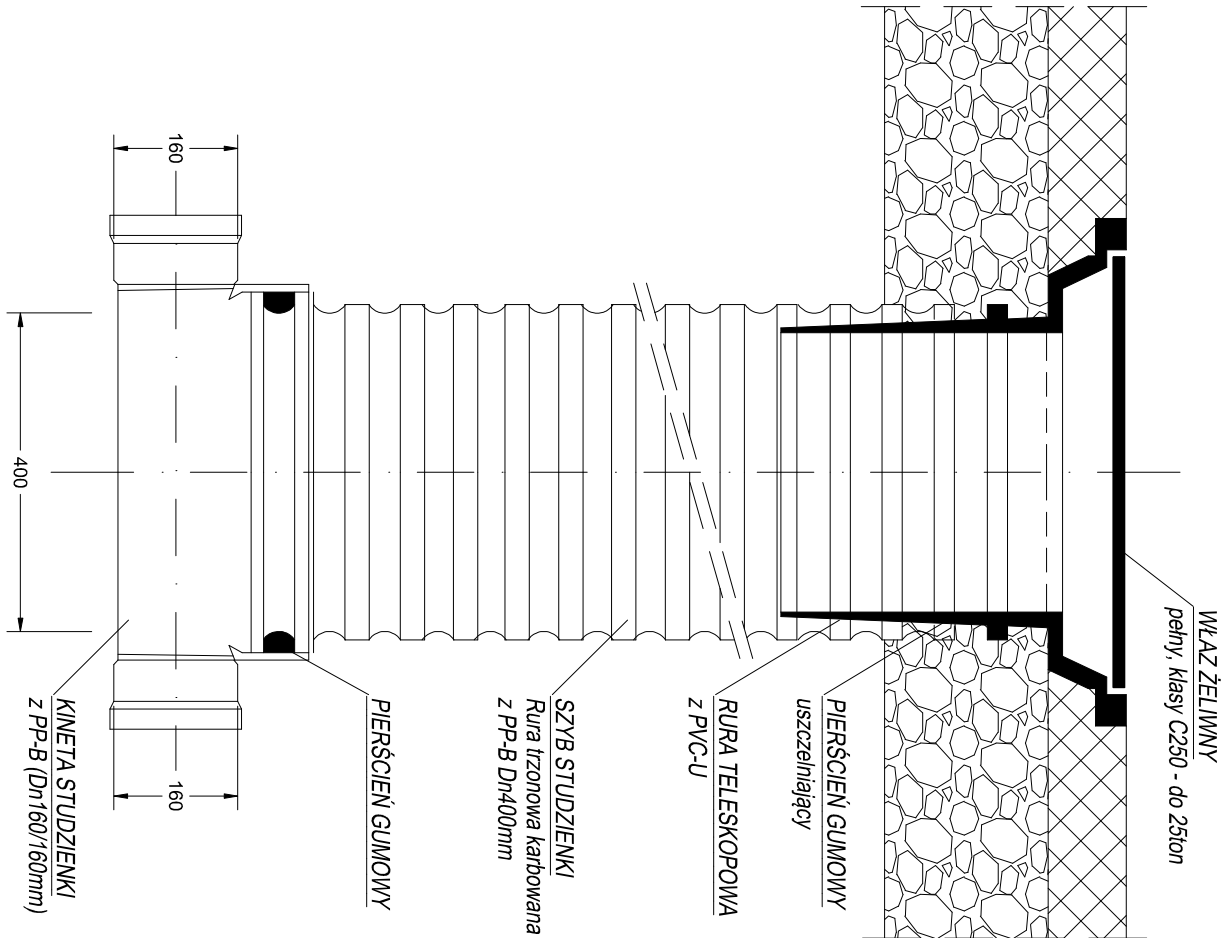 WŁAZ ŻELIWNY
pełny, klasy C250 - do 25ton
PIERŚCIEŃ GUMOWY
uszczelniający
RURA TELESKOPOWA
z PVC-U
SZYB STUDZIENKI
Rura trzonowa karbowana
z PP-B Dn400mm
PIERŚCIEŃ GUMOWY
KINETA STUDZIENKI
z PP-B (Dn160/160mm)
160
400
160